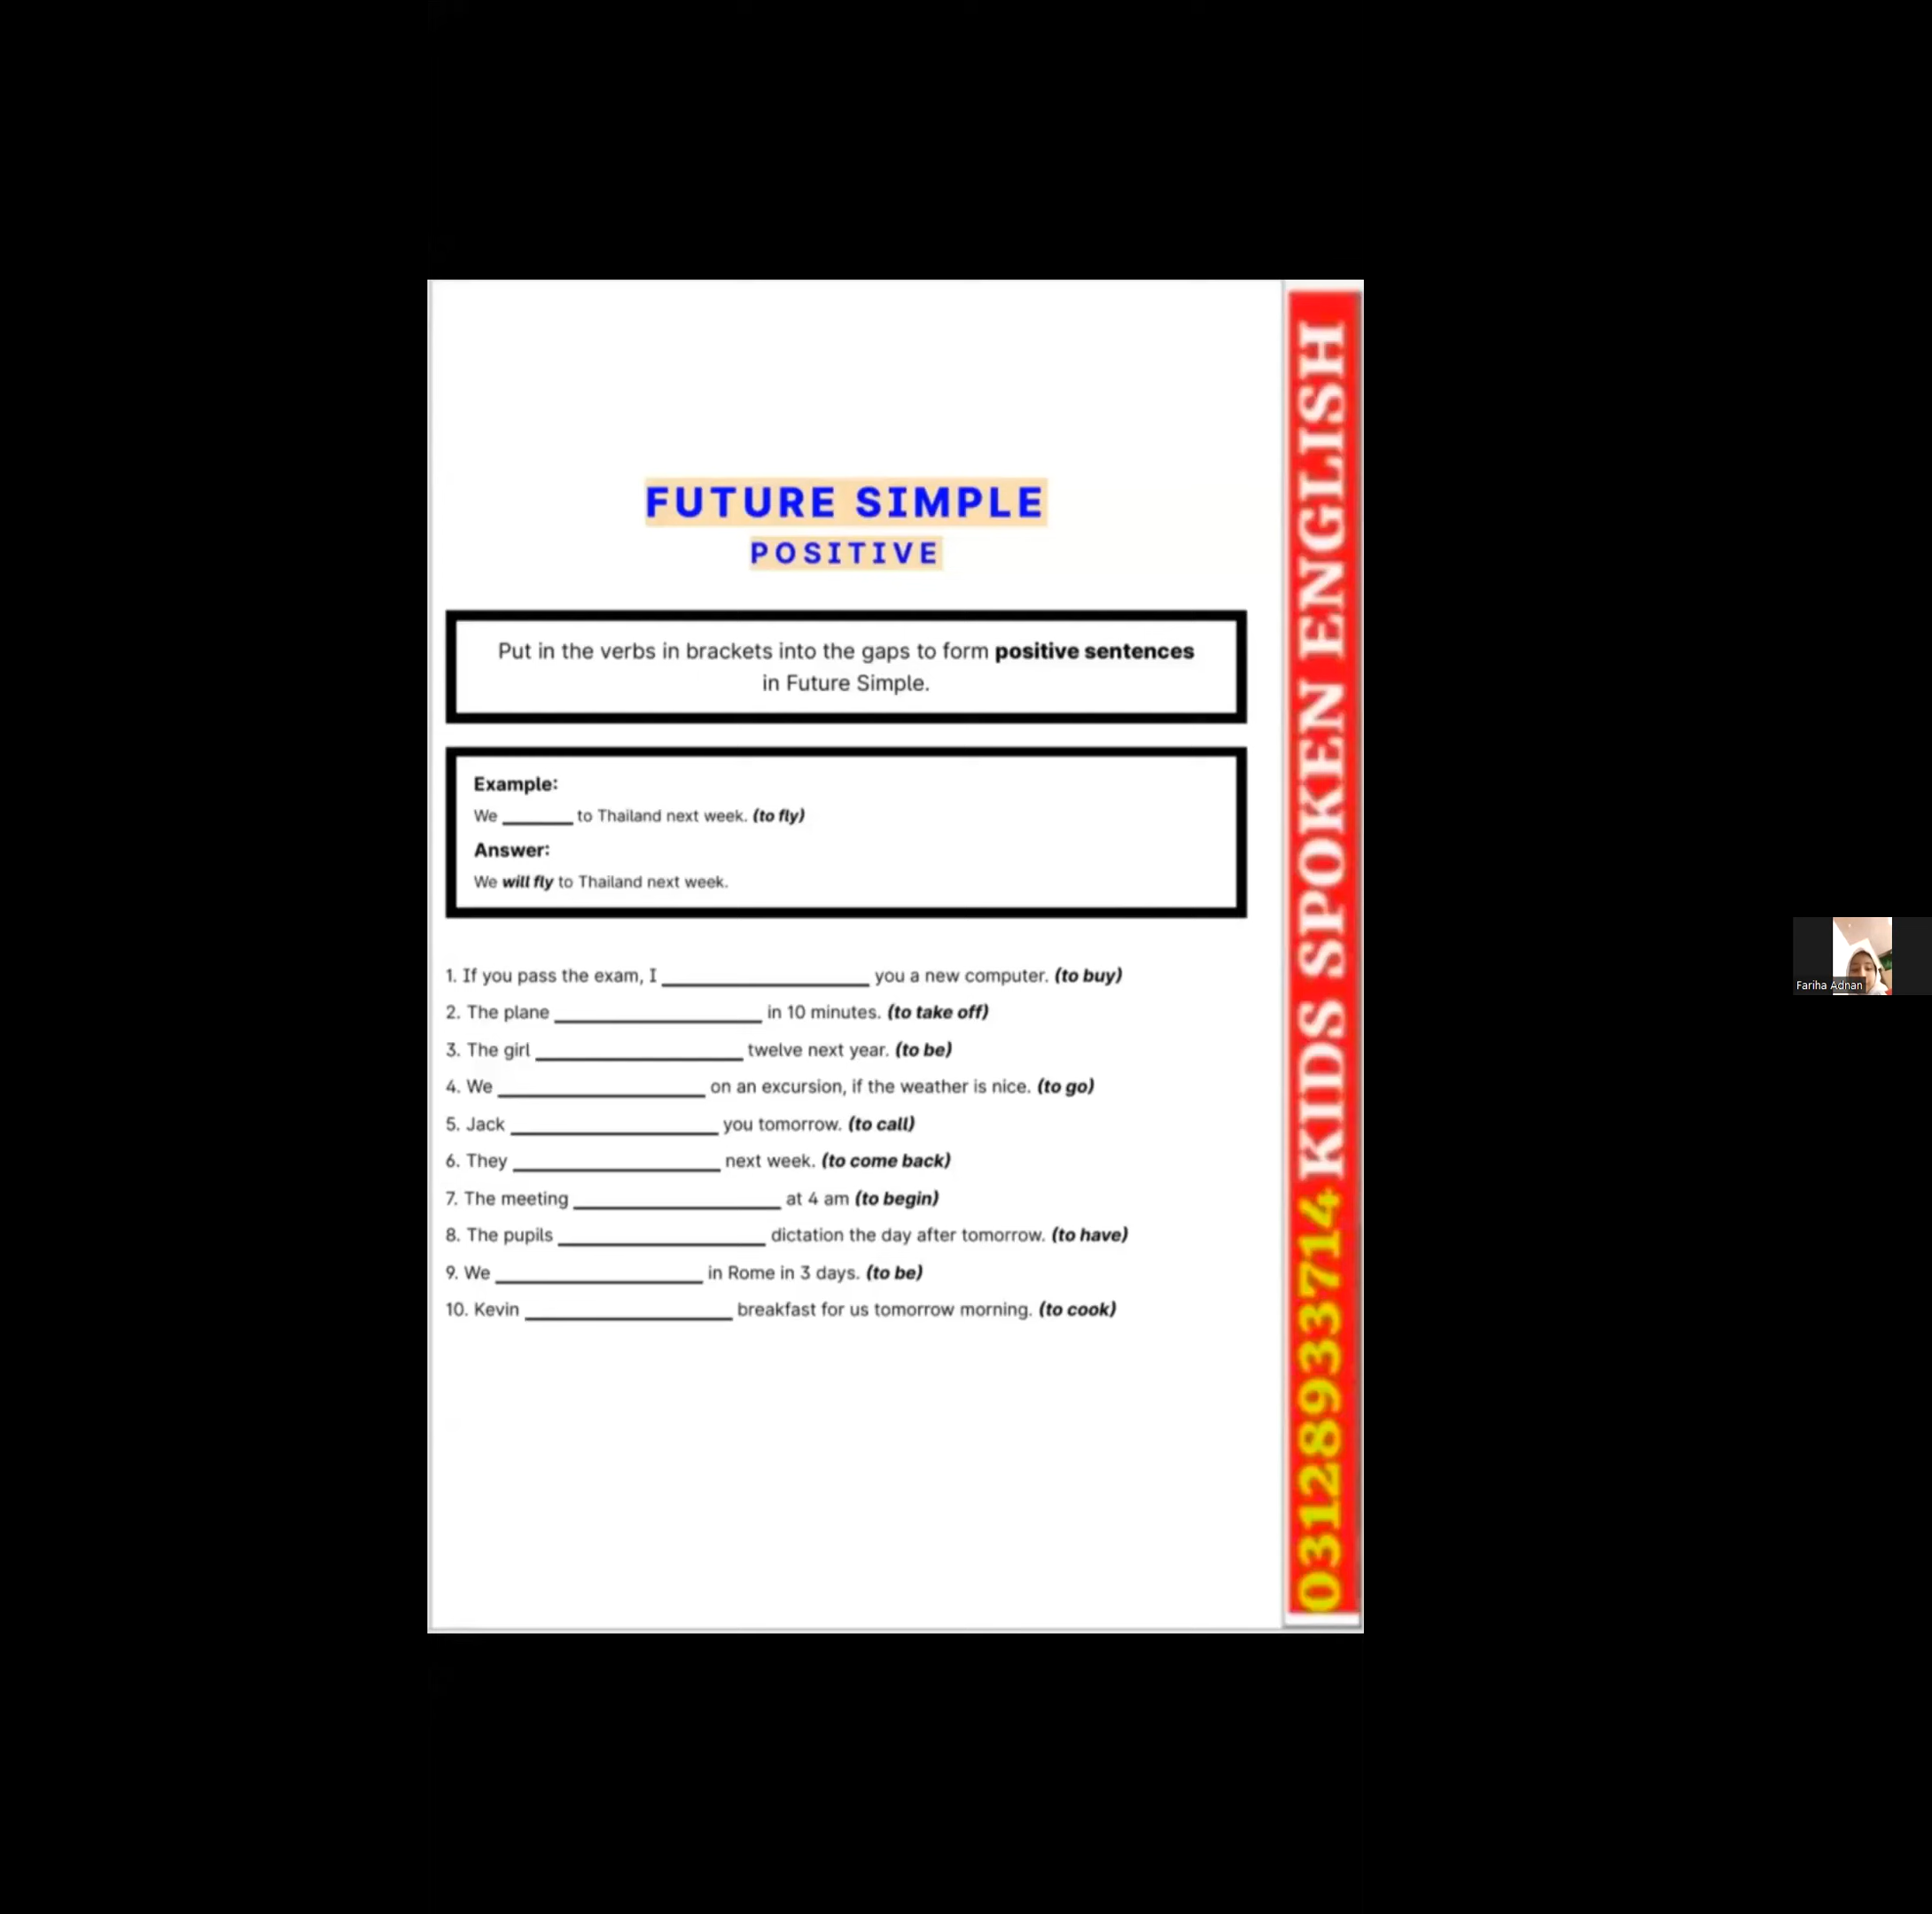 FUTURE SIMPLE
POSITIVE
Put in the verbs in brackets into the gaps to form positive sentences
in Future Simple.
Example:
We ________ to Thailand next week. (to fly)
Answer:
We will fly to Thailand next week.
1. If you pass the exam, I ____________________ you a new computer. (to buy)
2. The plane ____________________ in 10 minutes. (to take off)
3. The girl ____________________ twelve next year. (to be)
4. We ____________________ on an excursion, if the weather is nice. (to go)
5. Jack ____________________ you tomorrow. (to call)
6. They ____________________ next week. (to come back)
7. The meeting ____________________ at 4 am (to begin)
8. The pupils ____________________ dictation the day after tomorrow. (to have)
9. We ____________________ in Rome in 3 days. (to be)
10. Kevin ____________________ breakfast for us tomorrow morning. (to cook)
03128933714 KIDS SPOKEN ENGLISH
Fariha Adnan